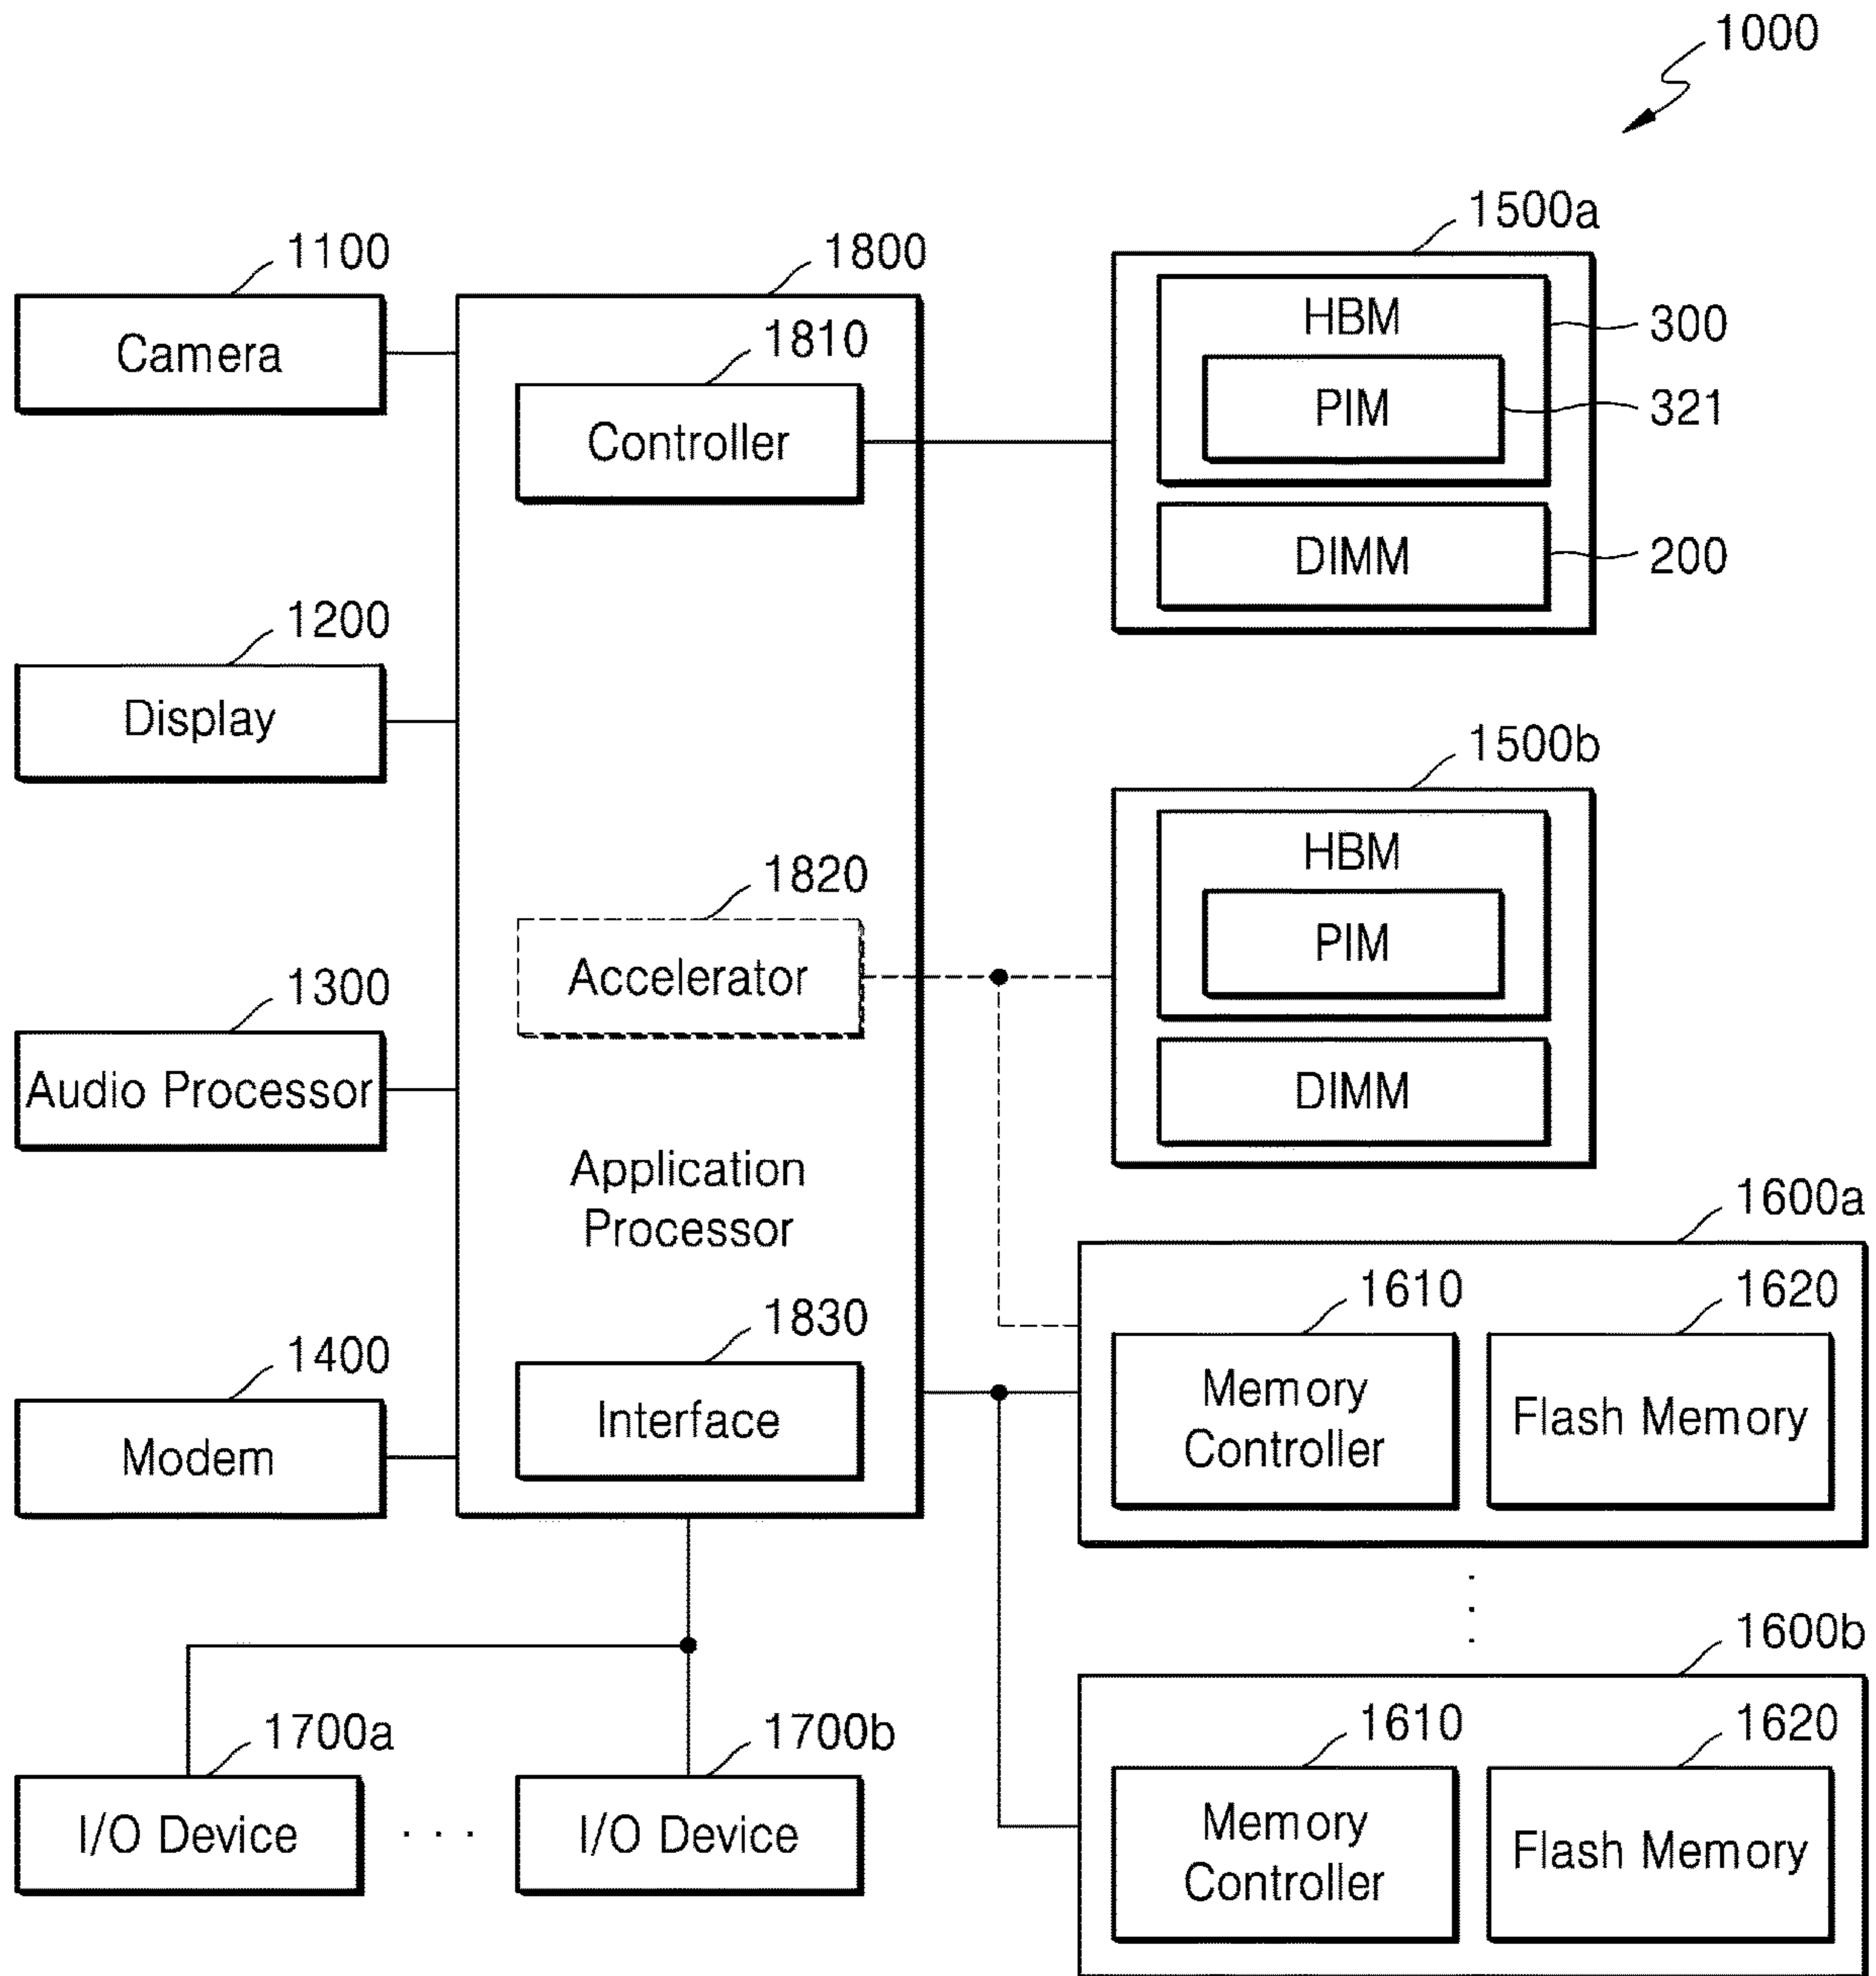 1000
1500a
1100
1800
HBM
300
Camera
1810
PIM
321
Controller
DIMM
200
1200
Display
1500b
HBM
1820
PIM
Accelerator
1300
DIMM
Audio Processor
Application
Processor
1600a
1610
1620
1830
1400
Memory
Controller
Flash Memory
Interface
Modem
1600b
1700a
1700b
1610
1620
I/O Device
. . .
I/O Device
Memory
Controller
Flash Memory